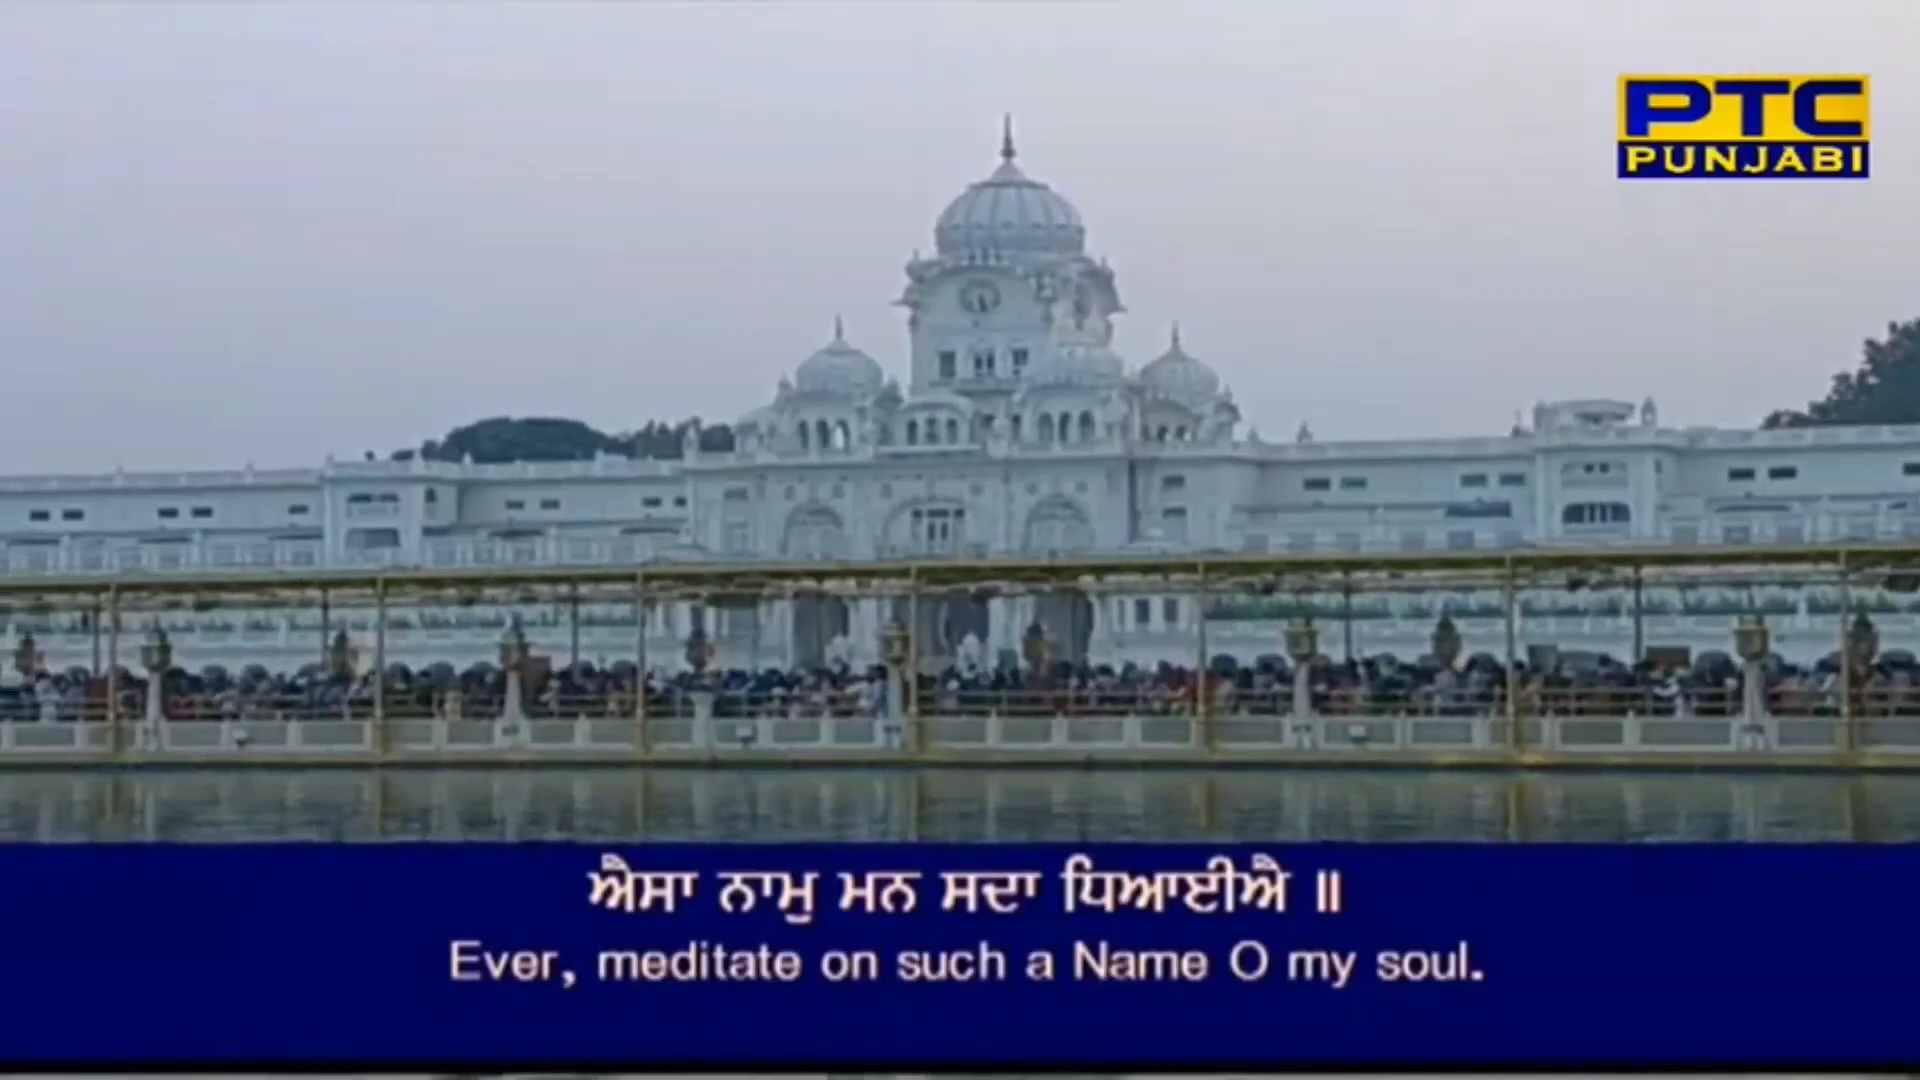 PTC
PUNJABI
ਐਸਾ ਨਾਮੁ ਮਨ ਸਦਾ ਧਿਆਈਐ ॥
Ever, meditate on such a Name O my soul.